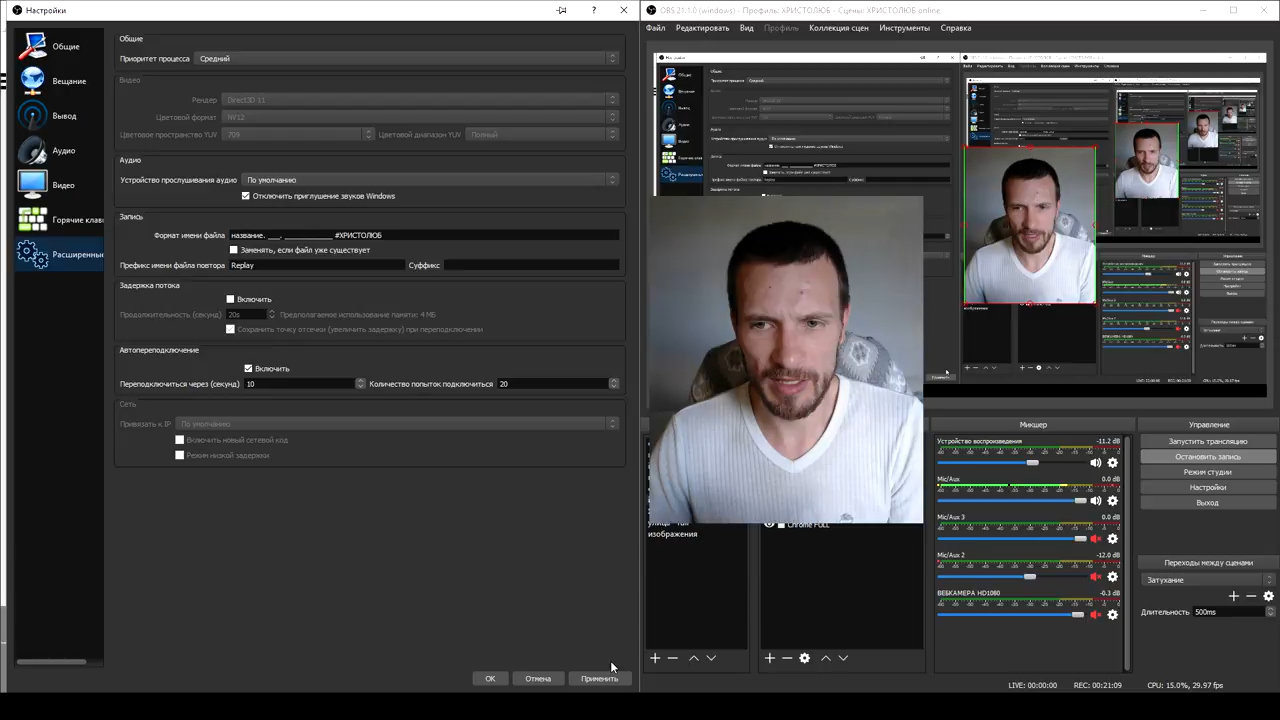 Настройки
?
Общие
Вещание
Вывод
Аудио
Видео
Горячие клави
Расширенные
Общие
Приоритет процесса Средний
Видео
Рендер Direct3D 11
Цветовой формат NV12
Цветовое пространство YUV 709 Цветовой диапазон YUV Полный
Аудио
Устройство прослушивания аудио По умолчанию
Отключить приглушение звуков Windows
Запись
Формат имени файла название. ___. ____________ #ХРИСТОЛЮБ
Заменять, если файл уже существует
Префикс имени файла повтора Replay Суффикс
Задержка потока
Включить
Продолжительность (секунд) 20s Предполагаемое использование памяти: 4 МБ
Сохранить точку отсечки (увеличить задержку) при переподключении
Автопереподключение
Включить
Переподключиться через (секунд) 10 Количество попыток подключиться 20
Сеть
Привязать к IP По умолчанию
Включить новый сетевой код
Режим низкой задержки
ОК Отмена Применить
OBS 21.1.0 (windows) - Профиль: ХРИСТОЛЮБ - Сцены: ХРИСТОЛЮБ online
Файл Редактировать Вид Профиль Коллекция сцен Инструменты Справка
улица
изображения
Chrome FULL
Микшер
Устройство воспроизведения -11.2 dB
Mic/Aux 0.0 dB
Mic/Aux 3 0.0 dB
Mic/Aux 2 -12.0 dB
ВЕБКАМЕРА HD1080 -0.3 dB
Управление
Запустить трансляцию
Остановить запись
Режим студии
Настройки
Выход
Переходы между сценами
Затухание
Длительность 500ms
LIVE: 00:00:00 REC: 00:21:09 CPU: 15.0%, 29.97 fps